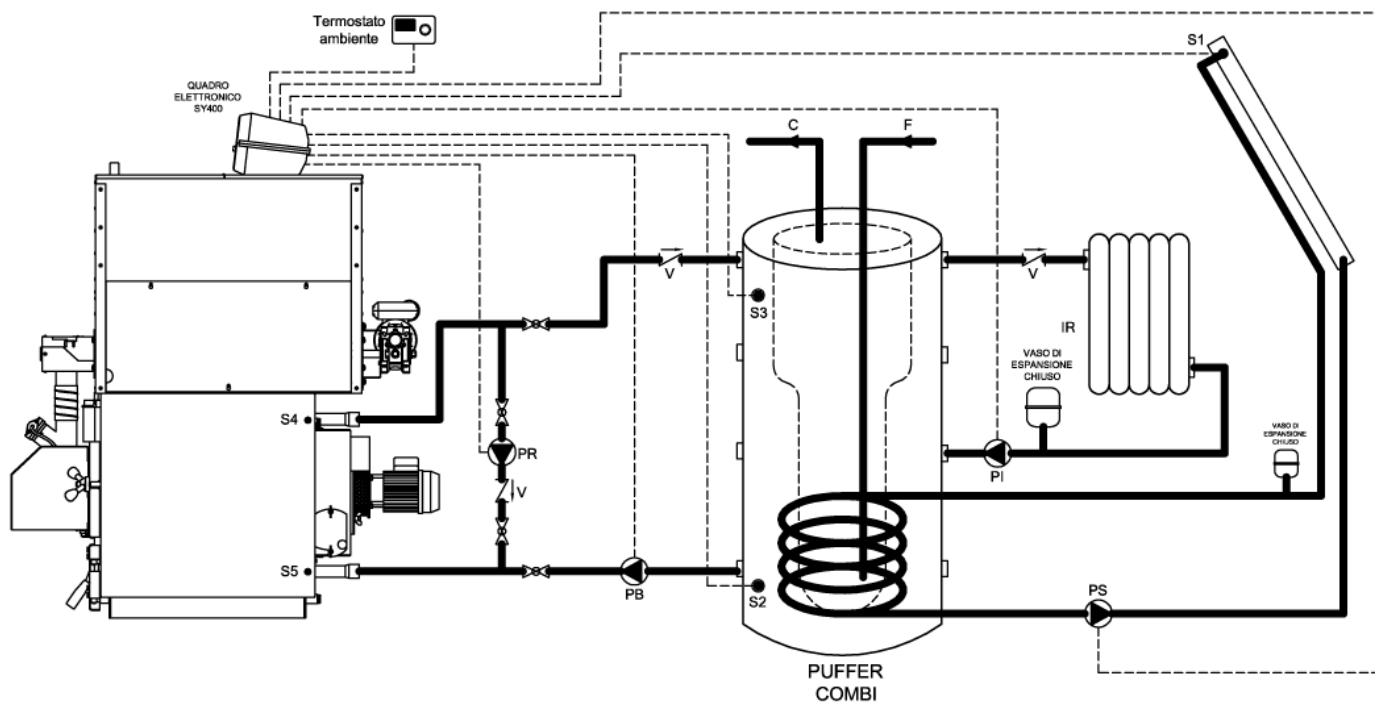 Termostato
ambiente
QUADRO
ELETTRONICO
SY400
S1
C
F
V
V
S3
IR
VASO DI
ESPANSIONE
CHIUSO
VASO DI
ESPANSIONE
CHIUSO
S4
PR
PI
V
S5
PB
S2
PS
PUFFER
COMBI